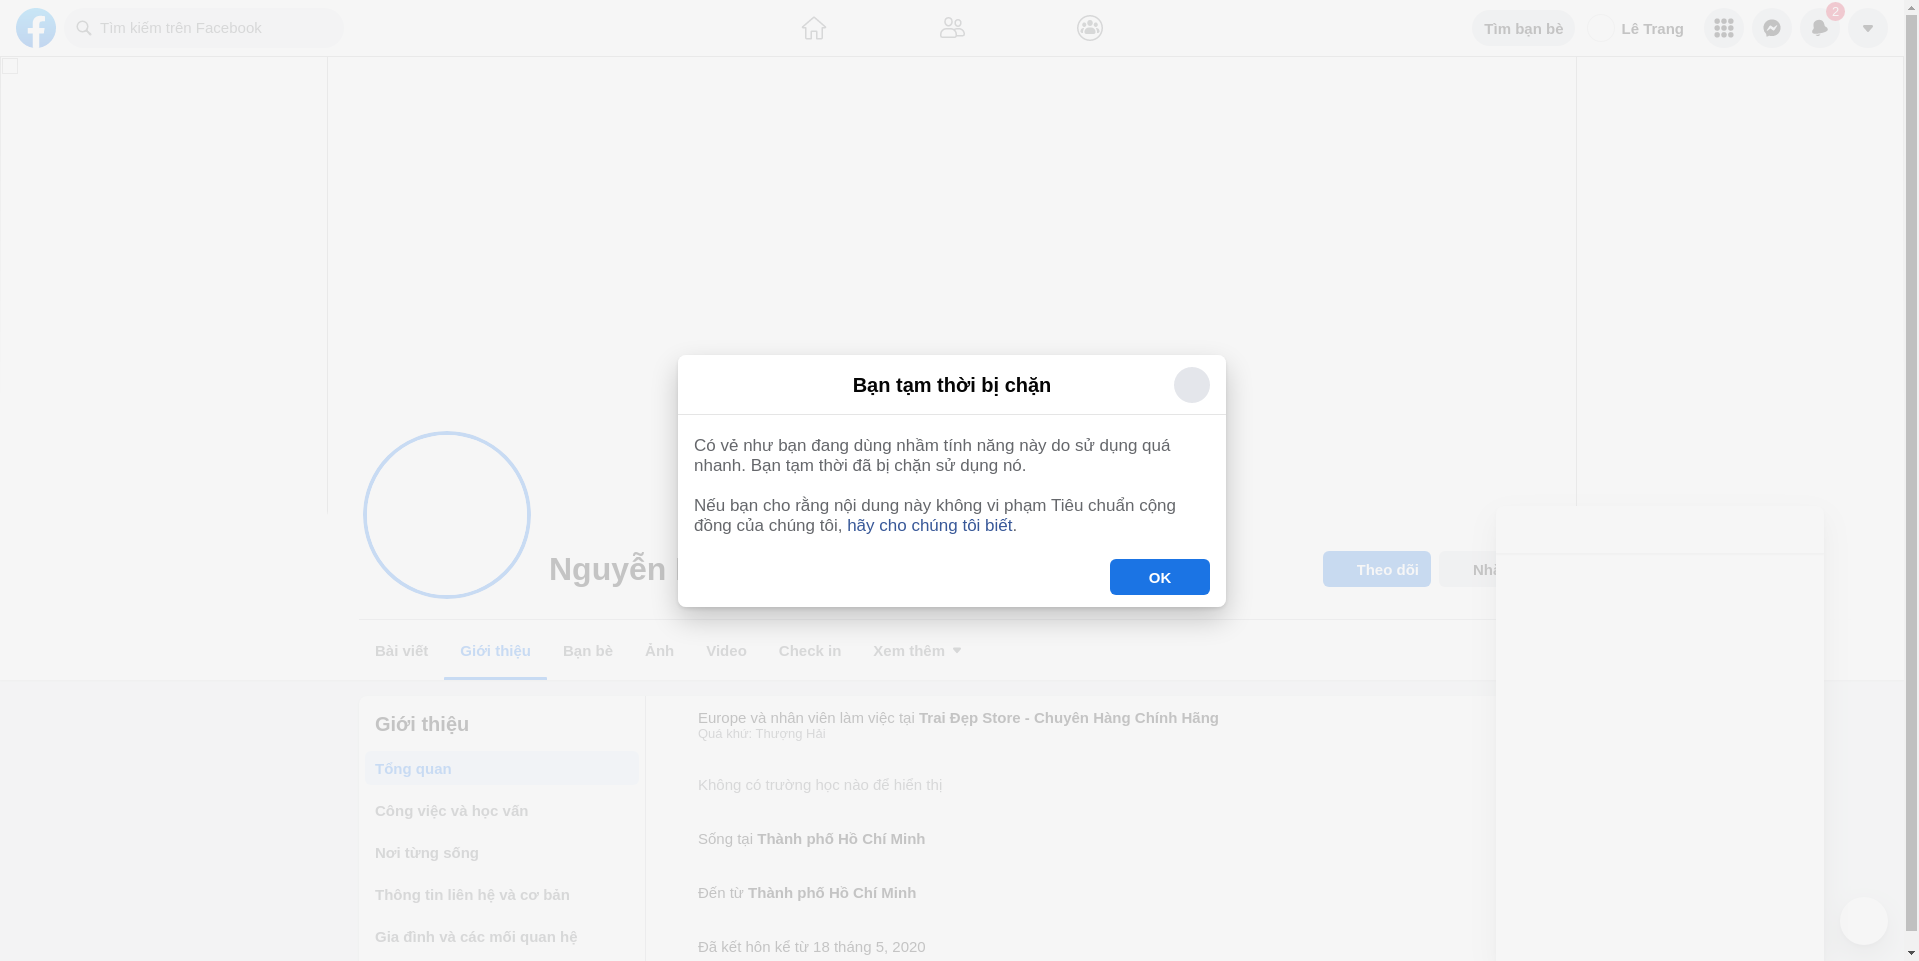 Tìm kiếm trên Facebook
Tìm bạn bè
Lê Trang
2
Bạn tạm thời bị chặn
Có vẻ như bạn đang dùng nhầm tính năng này do sử dụng quá
nhanh. Bạn tạm thời đã bị chặn sử dụng nó.
Nếu bạn cho rằng nội dung này không vi phạm Tiêu chuẩn cộng
đồng của chúng tôi, hãy cho chúng tôi biết.
OK
Nguyễn
Theo dõi
Bài viết
Giới thiệu
Bạn bè
Ảnh
Video
Check in
Xem thêm
Giới thiệu
Tổng quan
Công việc và học vấn
Nơi từng sống
Thông tin liên hệ và cơ bản
Gia đình và các mối quan hệ
Europe và nhân viên làm việc tại Trai Đẹp Store - Chuyên Hàng Chính Hãng
Quá khứ: Thượng Hải
Không có trường học nào để hiển thị
Sống tại Thành phố Hồ Chí Minh
Đến từ Thành phố Hồ Chí Minh
Đã kết hôn kể từ 18 tháng 5, 2020